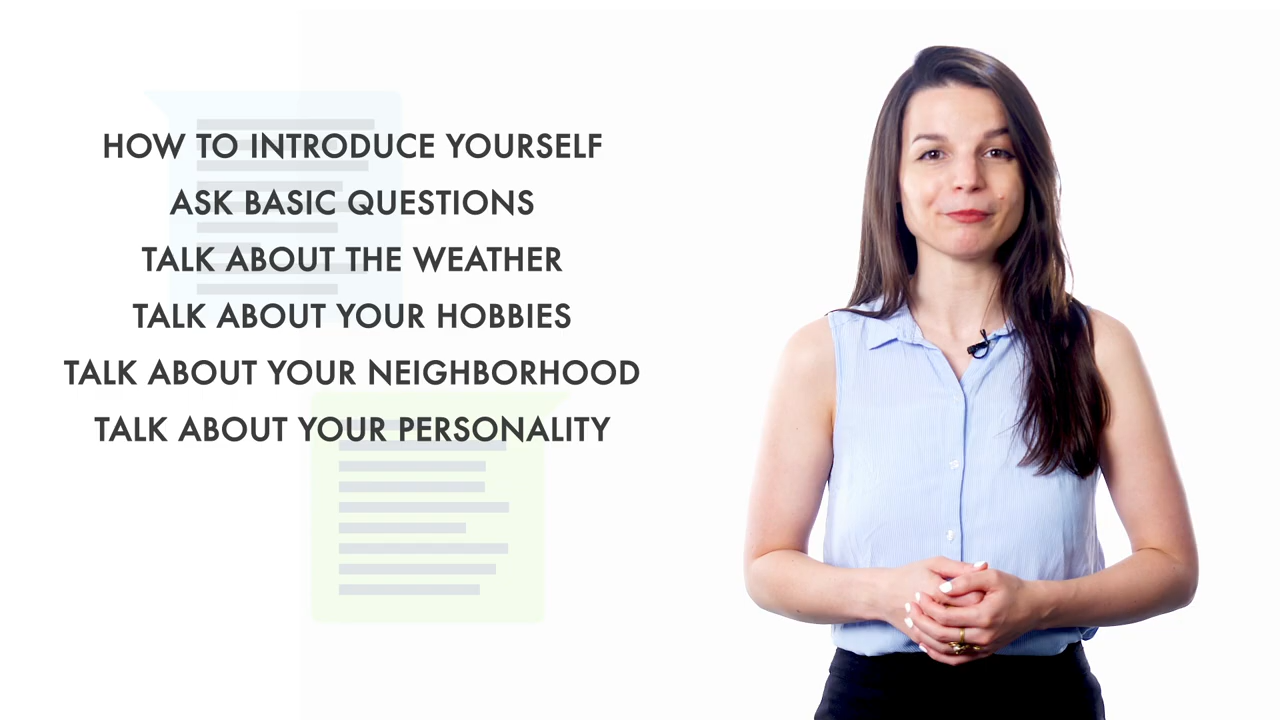 HOW TO INTRODUCE YOURSELF
ASK BASIC QUESTIONS
TALK ABOUT THE WEATHER
TALK ABOUT YOUR HOBBIES
TALK ABOUT YOUR NEIGHBORHOOD
TALK ABOUT YOUR PERSONALITY